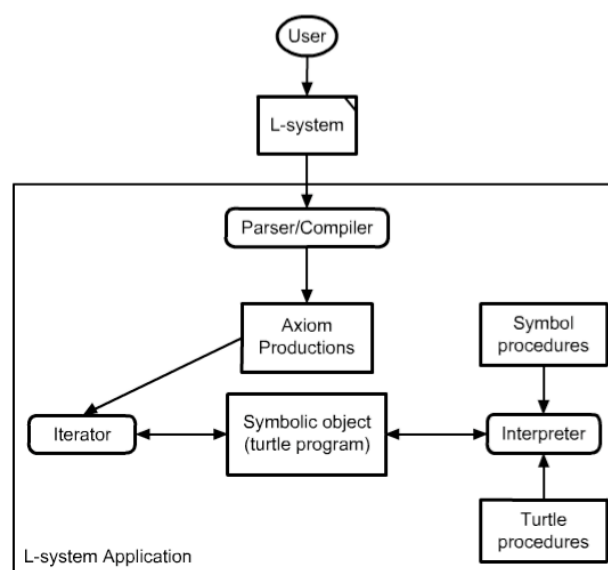 User
L-system
Parser/Compiler
Axiom
Productions
Symbol
procedures
Iterator
Symbolic object
(turtle program)
Interpreter
Turtle
procedures
L-system Application